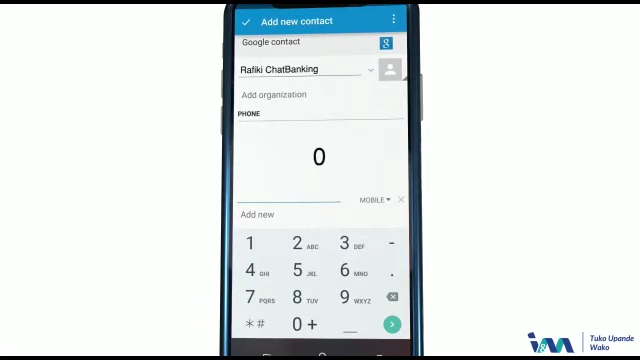 Add new contact
Google contact
g
Rafiki ChatBanking
Add organization
PHONE
0
MOBILE
Add new
1 2 ABC 3 DEF -
4 GHI 5 JKL 6 MNO .
7 PQRS 8 TUV 9 WXYZ
*# 0 +
I&M Tuko Upande
Wako